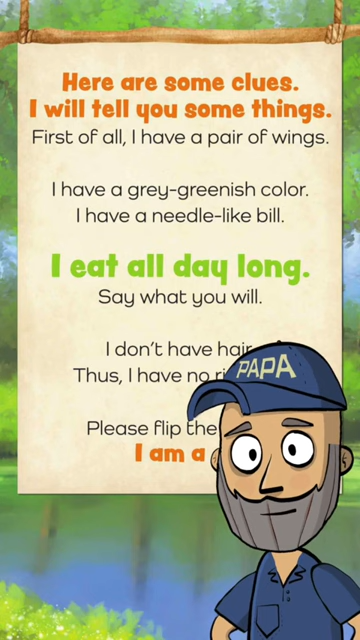 Here are some clues.
I will tell you some things.
First of all, I have a pair of wings.
I have a grey-greenish color.
I have a needle-like bill.
I eat all day long.
Say what you will.
I don't have hair
Thus, I have no
Please flip the
I am a
PAPA